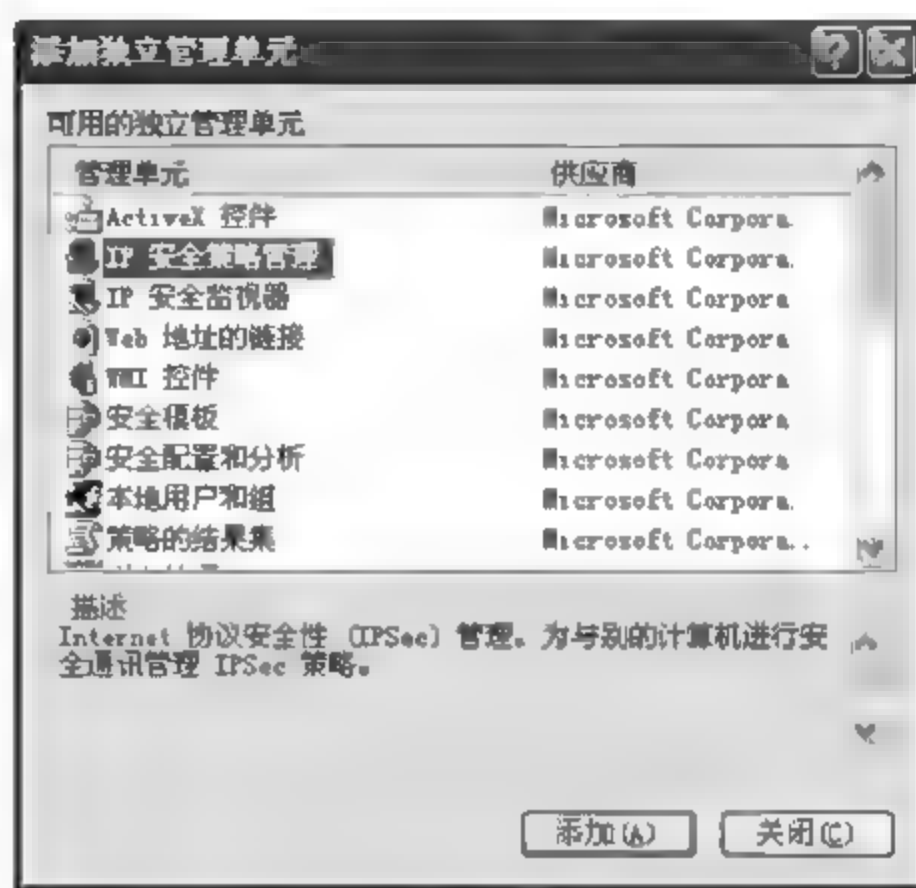 添加独立管理单元
可用的独立管理单元
管理单元 供应商
ActiveX 控件 Microsoft Corpora.
IP 安全策略管理 Microsoft Corpora.
IP 安全监视器 Microsoft Corpora
Web 地址的链接 Microsoft Corpora
WMI 控件 Microsoft Corpora
安全模板 Microsoft Corpora
安全配置和分析 Microsoft Corpora
本地用户和组 Microsoft Corpora.
策略的结果集 Microsoft Corpora..
描述
Internet 协议安全性 (IPSec) 管理。为与别的计算机进行安
全通讯管理 IPSec 策略。
添加(A) 关闭(C)